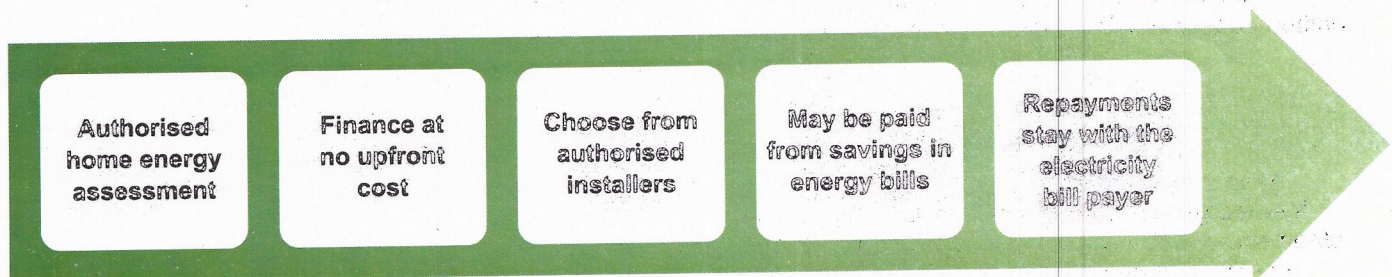 Authorised
home energy
assessment
Finance at
no upfront
cost
Choose from
authorised
installers
May be paid
from savings in
energy bills
Repayments
stay with the
electricity
bill payer